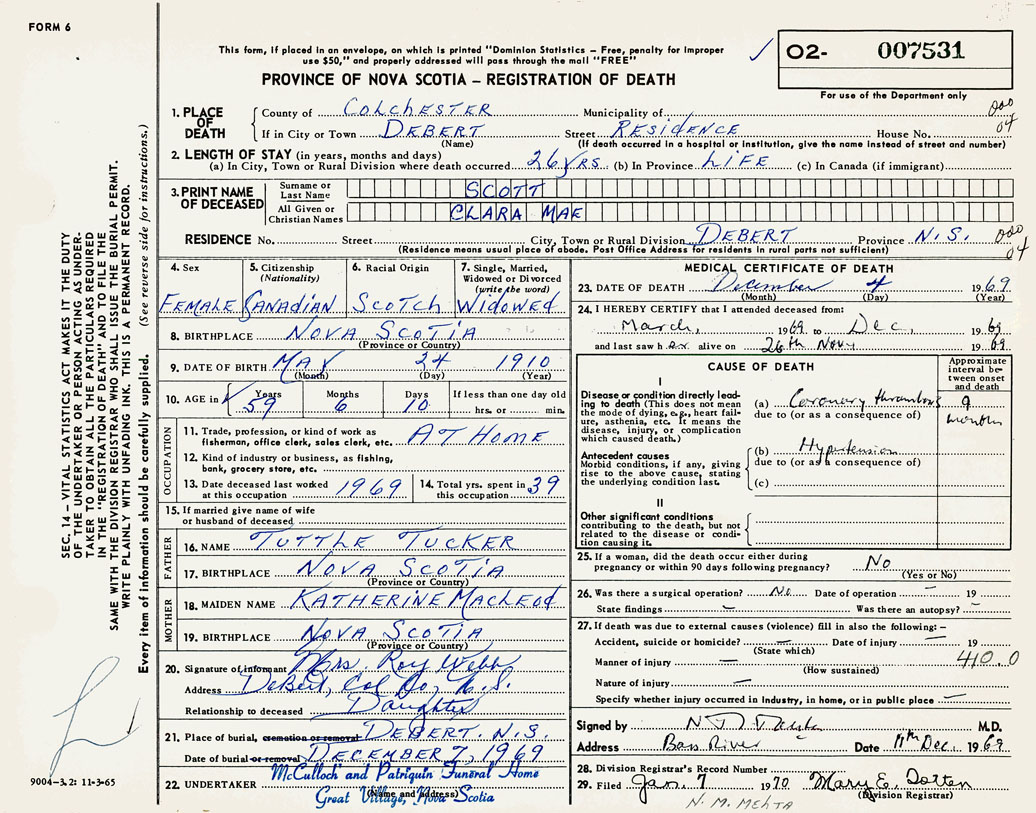 FORM 6
This form, if placed in an envelope, on which is printed "Dominion Statistics – Free, penalty for improper
use $50," and properly addressed will pass through the mail "FREE"
PROVINCE OF NOVA SCOTIA – REGISTRATION OF DEATH
02- 007531
For use of the Department only
1. PLACE OF DEATH County of COLCHESTER Municipality of
000
04
If in City or Town DEBERT Street RESIDENCE House No.
(Name) (If death occurred in a hospital or institution, give the name instead of street and number)
2. LENGTH OF STAY (in years, months and days)
(a) In City, Town or Rural Division where death occurred 26 YRS. (b) In Province LIFE (c) In Canada (if immigrant)
3. PRINT NAME OF DECEASED
Surname or Last Name SCOTT
All Given or Christian Names CLARA MAE
RESIDENCE No. Street City, Town or Rural Division DEBERT Province N.S.
000
04
(Residence means usual place of abode. Post Office Address for residents in rural parts not sufficient)
4. Sex FEMALE
5. Citizenship (Nationality) CANADIAN
6. Racial Origin SCOTCH
7. Single, Married, Widowed or Divorced (write the word) WIDOWED
8. BIRTHPLACE NOVA SCOTIA
(Province or Country)
9. DATE OF BIRTH MAY 24 1910
(Month) (Day) (Year)
10. AGE in Years 59 Months 6 Days 10 If less than one day old hrs. or min.
OCCUPATION
11. Trade, profession, or kind of work as fisherman, office clerk, sales clerk, etc. AT HOME
12. Kind of industry or business, as fishing, bank, grocery store, etc.
13. Date deceased last worked at this occupation 1969
14. Total yrs. spent in this occupation 39
15. If married give name of wife or husband of deceased
FATHER
16. NAME TUTTLE TUCKER
17. BIRTHPLACE NOVA SCOTIA
(Province or Country)
MOTHER
18. MAIDEN NAME KATHERINE MACLEOD
19. BIRTHPLACE NOVA SCOTIA
(Province or Country)
20. Signature of informant Mrs. Roy Webb
Address Debert, Col Co, N.S.
Relationship to deceased Daughter
21. Place of burial, cremation or removal DEBERT. N.S.
Date of burial or removal DECEMBER 7, 1969
22. UNDERTAKER McCulloch and Patriquin Funeral Home
(Name and address)
Great Village, Nova Scotia
MEDICAL CERTIFICATE OF DEATH
23. DATE OF DEATH December 4 1969
(Month) (Day) (Year)
24. I HEREBY CERTIFY that I attended deceased from:
March, 1969 to Dec, 1969
and last saw her alive on 26th Nov 1969
CAUSE OF DEATH
Approximate interval between onset and death
I
Disease or condition directly leading to death (This does not mean the mode of dying, e.g., heart failure, asthenia, etc. It means the disease, injury, or complication which caused death.)
(a) Coronary thrombosis 9 months
due to (or as a consequence of)
Antecedent causes
Morbid conditions, if any, giving rise to the above cause, stating the underlying condition last.
(b) Hypertension
due to (or as a consequence of)
(c)
II
Other significant conditions contributing to the death, but not related to the disease or condition causing it.
25. If a woman, did the death occur either during pregnancy or within 90 days following pregnancy? No
(Yes or No)
26. Was there a surgical operation? No Date of operation – 19
State findings – Was there an autopsy? –
27. If death was due to external causes (violence) fill in also the following: –
Accident, suicide or homicide? – Date of injury – 19
(State which)
410.0
Manner of injury –
(How sustained)
Nature of injury –
Specify whether injury occurred in industry, in home, or in public place –
Signed by M.D.
Address Bass River Date 11th Dec. 1969
28. Division Registrar's Record Number
29. Filed Jan. 7 1970 Mary E. Totten
(Division Registrar)
N. M. MEHTA
SEC. 14 – VITAL STATISTICS ACT MAKES IT THE DUTY
OF THE UNDERTAKER OR PERSON ACTING AS UNDER-
TAKER TO OBTAIN ALL THE PARTICULARS REQUIRED
IN THE "REGISTRATION OF DEATH" AND TO FILE THE
SAME WITH THE DIVISION REGISTRAR WHO SHALL ISSUE THE BURIAL PERMIT.
WRITE PLAINLY WITH UNFADING INK. THIS IS A PERMANENT RECORD.
Every item of information should be carefully supplied. (See reverse side for instructions.)
9004–3.2: 11-3-65